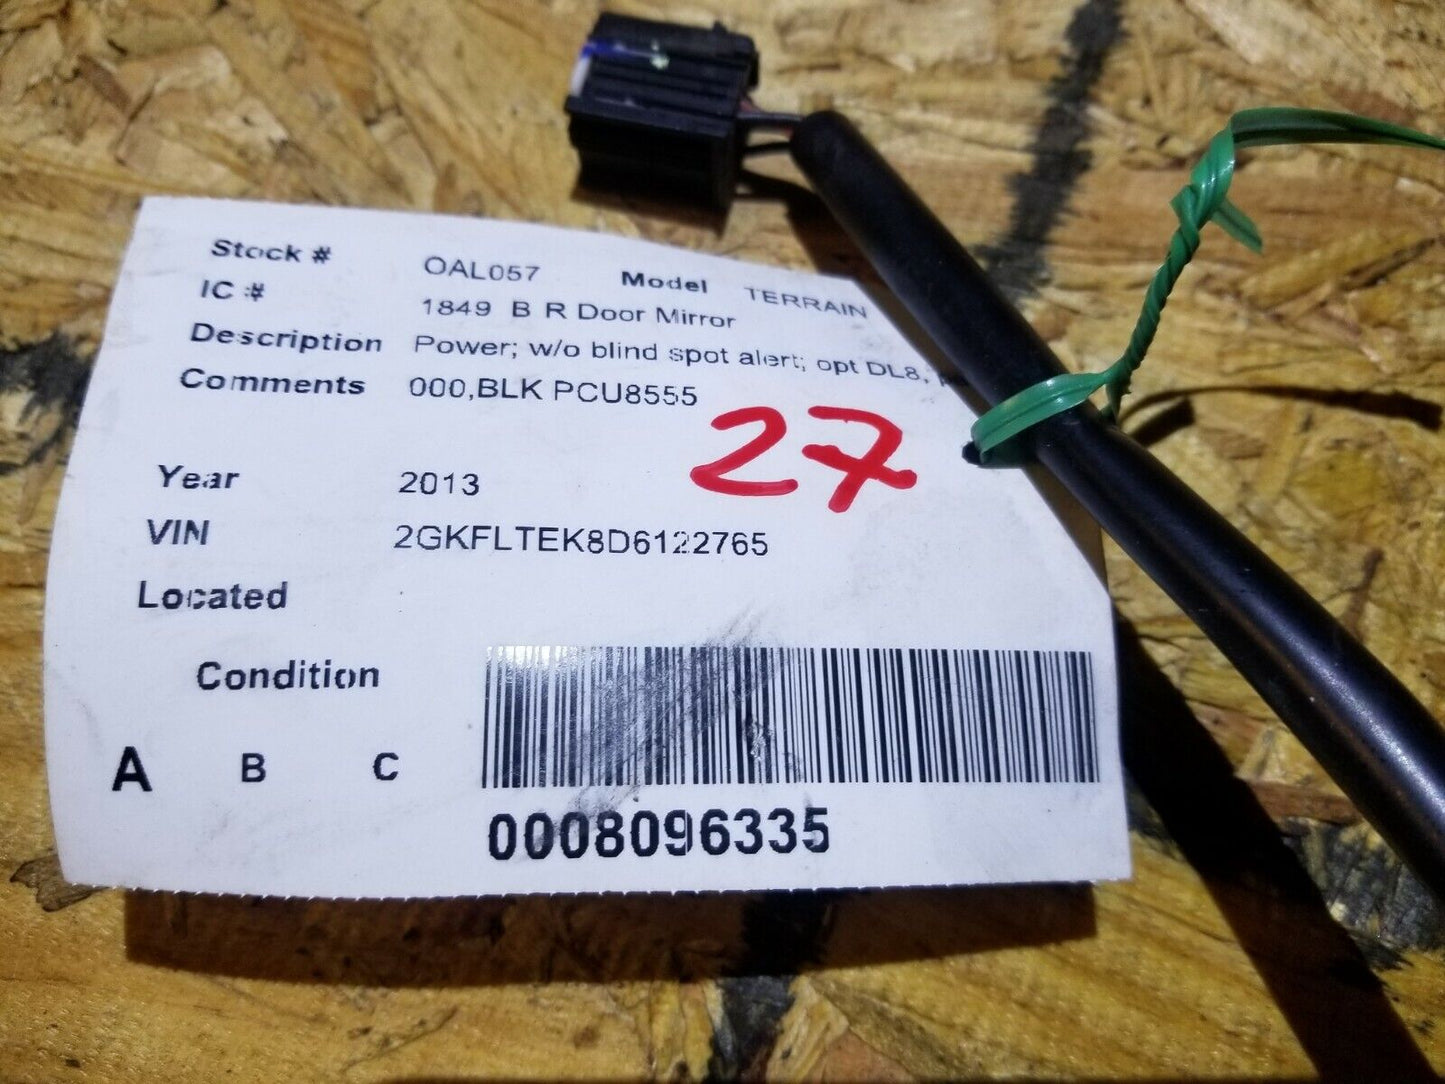 Stock # OAL057 Model TERRAIN
IC # 1849 B R Door Mirror
Description Power; w/o blind spot alert; opt DL8,
Comments 000,BLK PCU8555
27
Year 2013
VIN 2GKFLTEK8D6122765
Located
Condition
A B C
0008096335